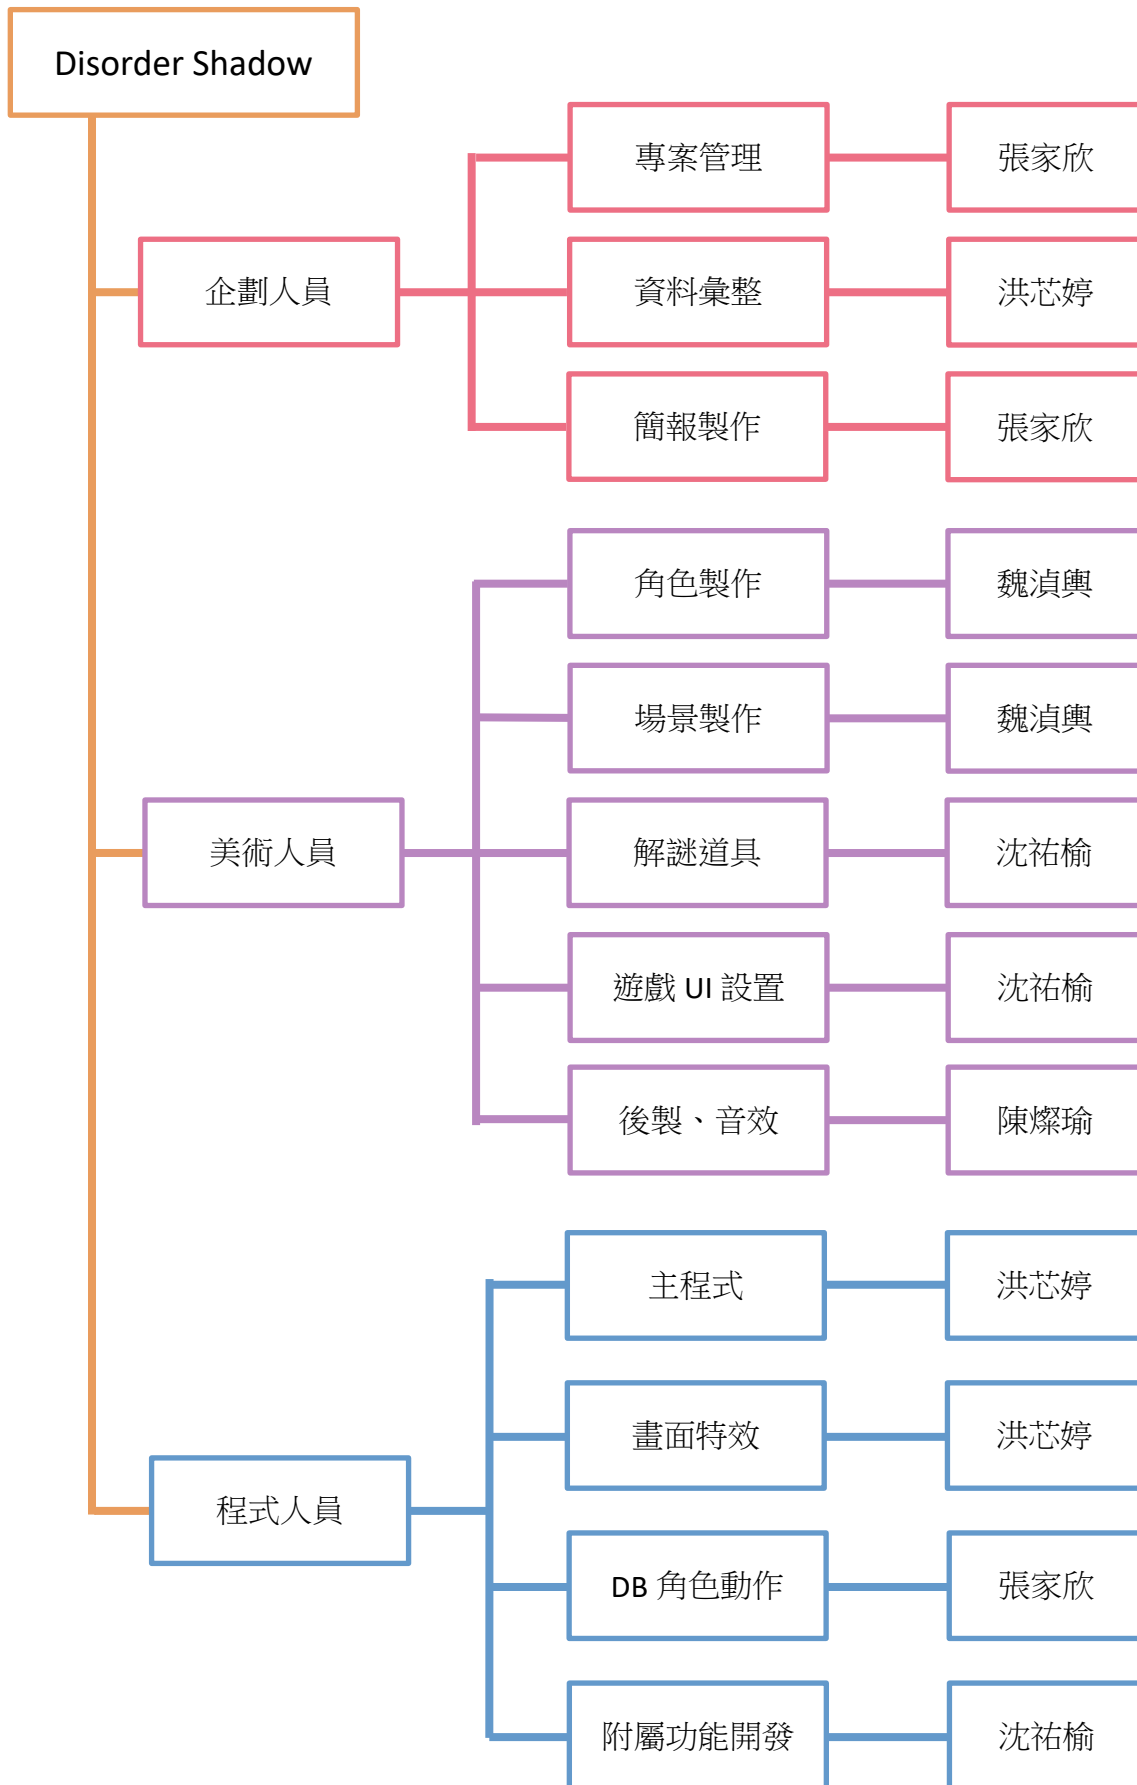 Disorder Shadow
專案管理
張家欣
企劃人員
資料彙整
洪芯婷
簡報製作
張家欣
角色製作
魏湞輿
場景製作
魏湞輿
美術人員
解謎道具
沈祐榆
遊戲 UI 設置
沈祐榆
後製、音效
陳燦瑜
主程式
洪芯婷
畫面特效
洪芯婷
程式人員
DB 角色動作
張家欣
附屬功能開發
沈祐榆